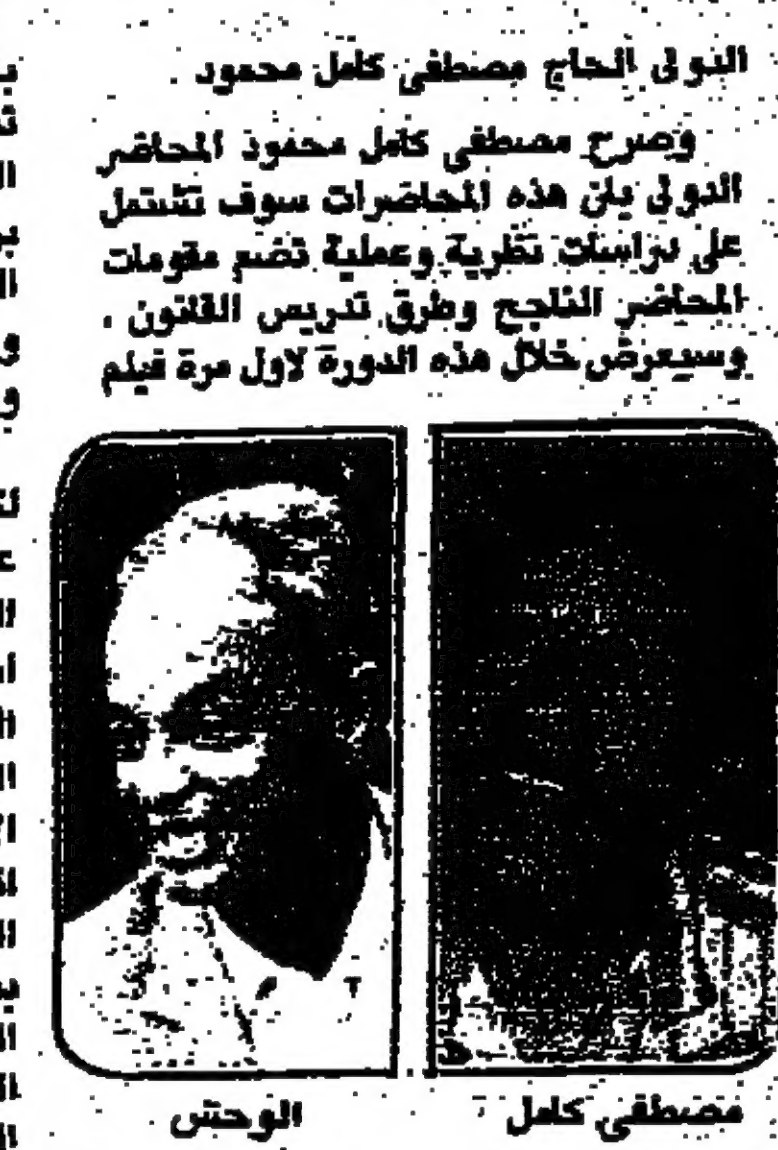 الدولى الحاج مصطفى كامل محمود .
وصرح مصطفى كامل محمود المحاضر
الدولى بان هذه المحاضرات سوف تشتمل
على دراسات نظرية وعملية تضم مقومات
المحاضر الناجح وطرق تدريس القانون .
وسيعرض خلال هذه الدورة لاول مرة فيلم
مصطفى كامل
الوحش